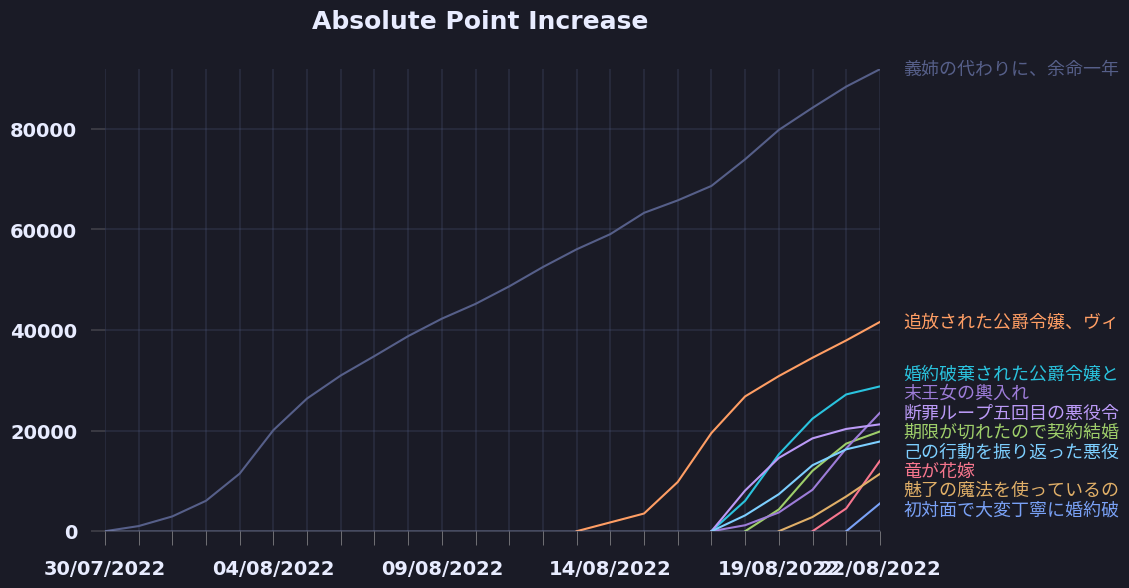 Absolute Point Increase
80000
60000
40000
20000
0
30/07/2022
04/08/2022
09/08/2022
14/08/2022
19/08/2022
22/08/2022
義姉の代わりに、余命一年
追放された公爵令嬢、ヴィ
婚約破棄された公爵令嬢と
末王女の輿入れ
断罪ループ五回目の悪役令
期限が切れたので契約結婚
己の行動を振り返った悪役
竜が花嫁
魅了の魔法を使っているの
初対面で大変丁寧に婚約破